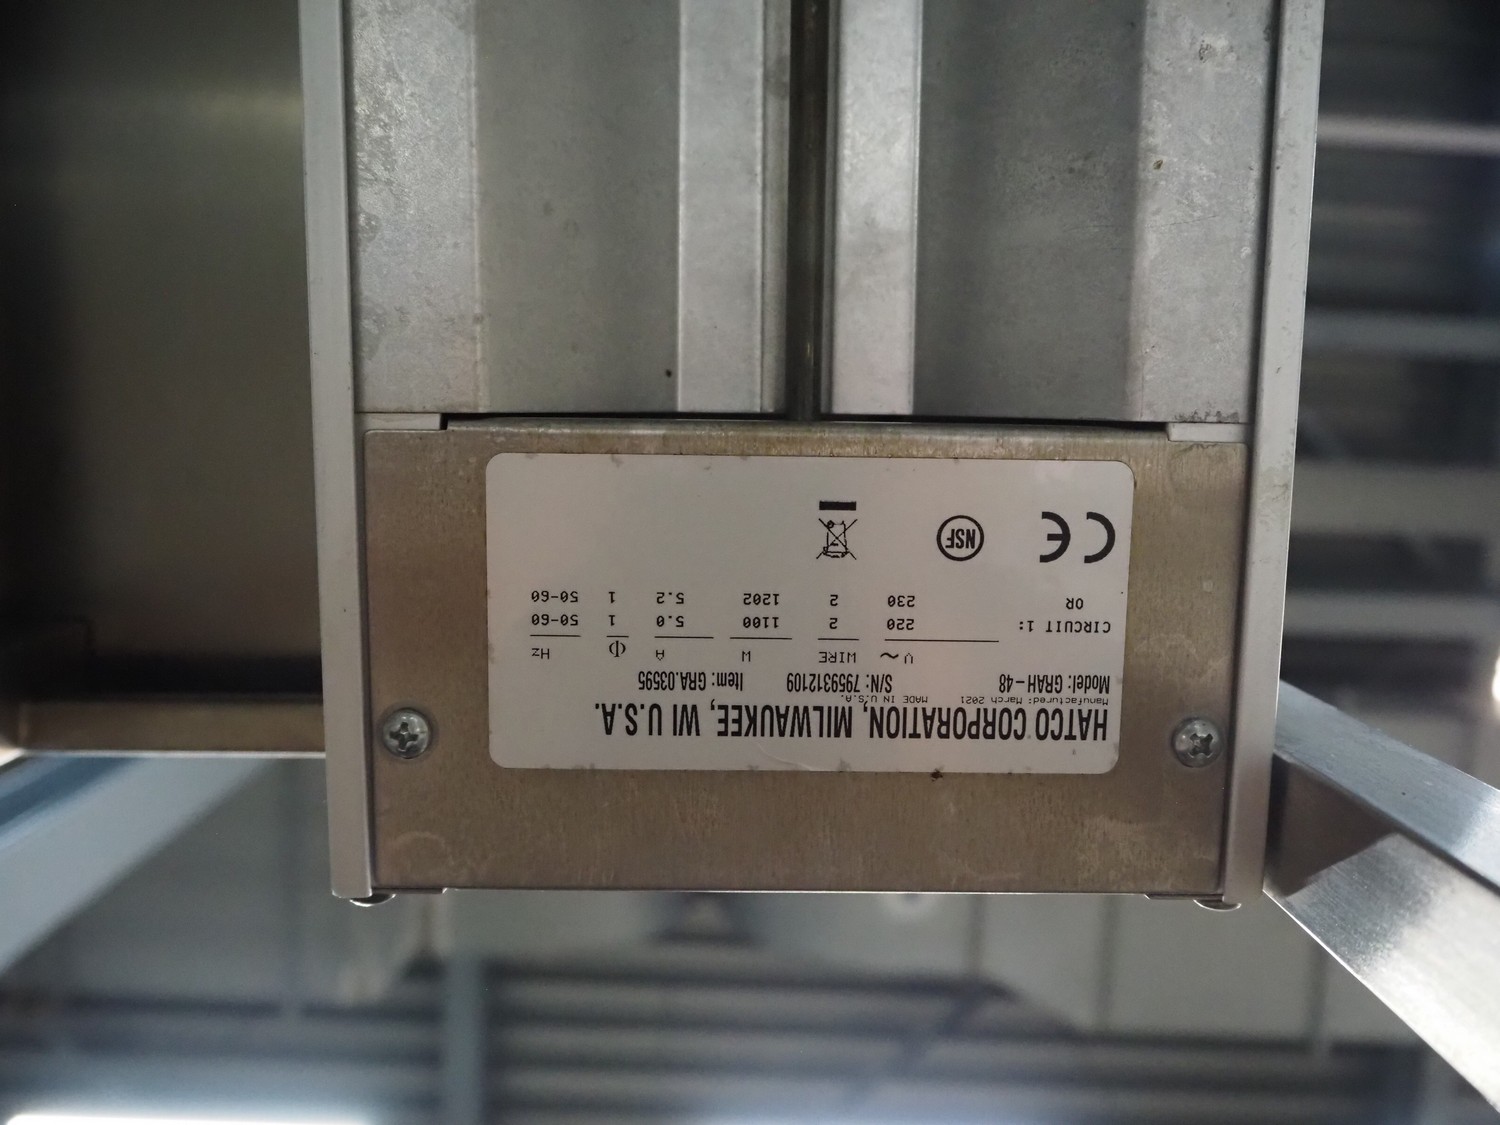 HATCO CORPORATION, MILWAUKEE, WI U.S.A.
Manufactured: March 2021 MADE IN U.S.A.
Model: GRAH-48 S/N: 7959312109 Item: GRA.03595
V~ WIRE W A Φ Hz
CIRCUIT 1: 220 2 1100 5.0 1 50-60
OR 230 2 1202 5.2 1 50-60
CE NSF